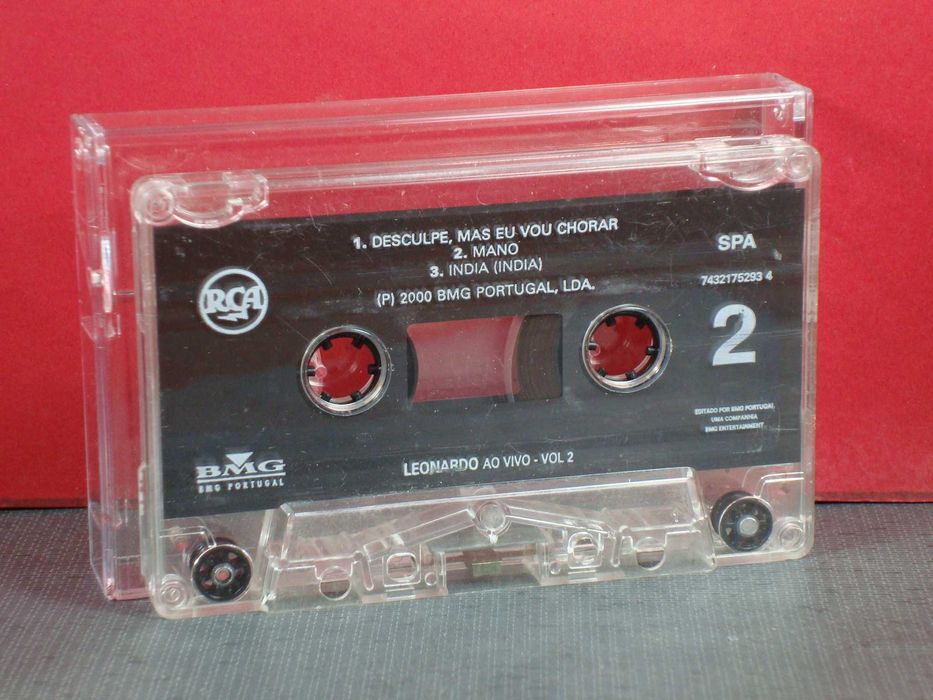 1. DESCULPE, MAS EU VOU CHORAR
2. MANO
3. INDIA (INDIA)
(P) 2000 BMG PORTUGAL, LDA.
RCA
SPA
7432175293 4
2
EDITADO POR BMG PORTUGAL
UMA COMPANHIA
BMG ENTERTAINMENT
BMG
BMG PORTUGAL
LEONARDO AO VIVO - VOL 2